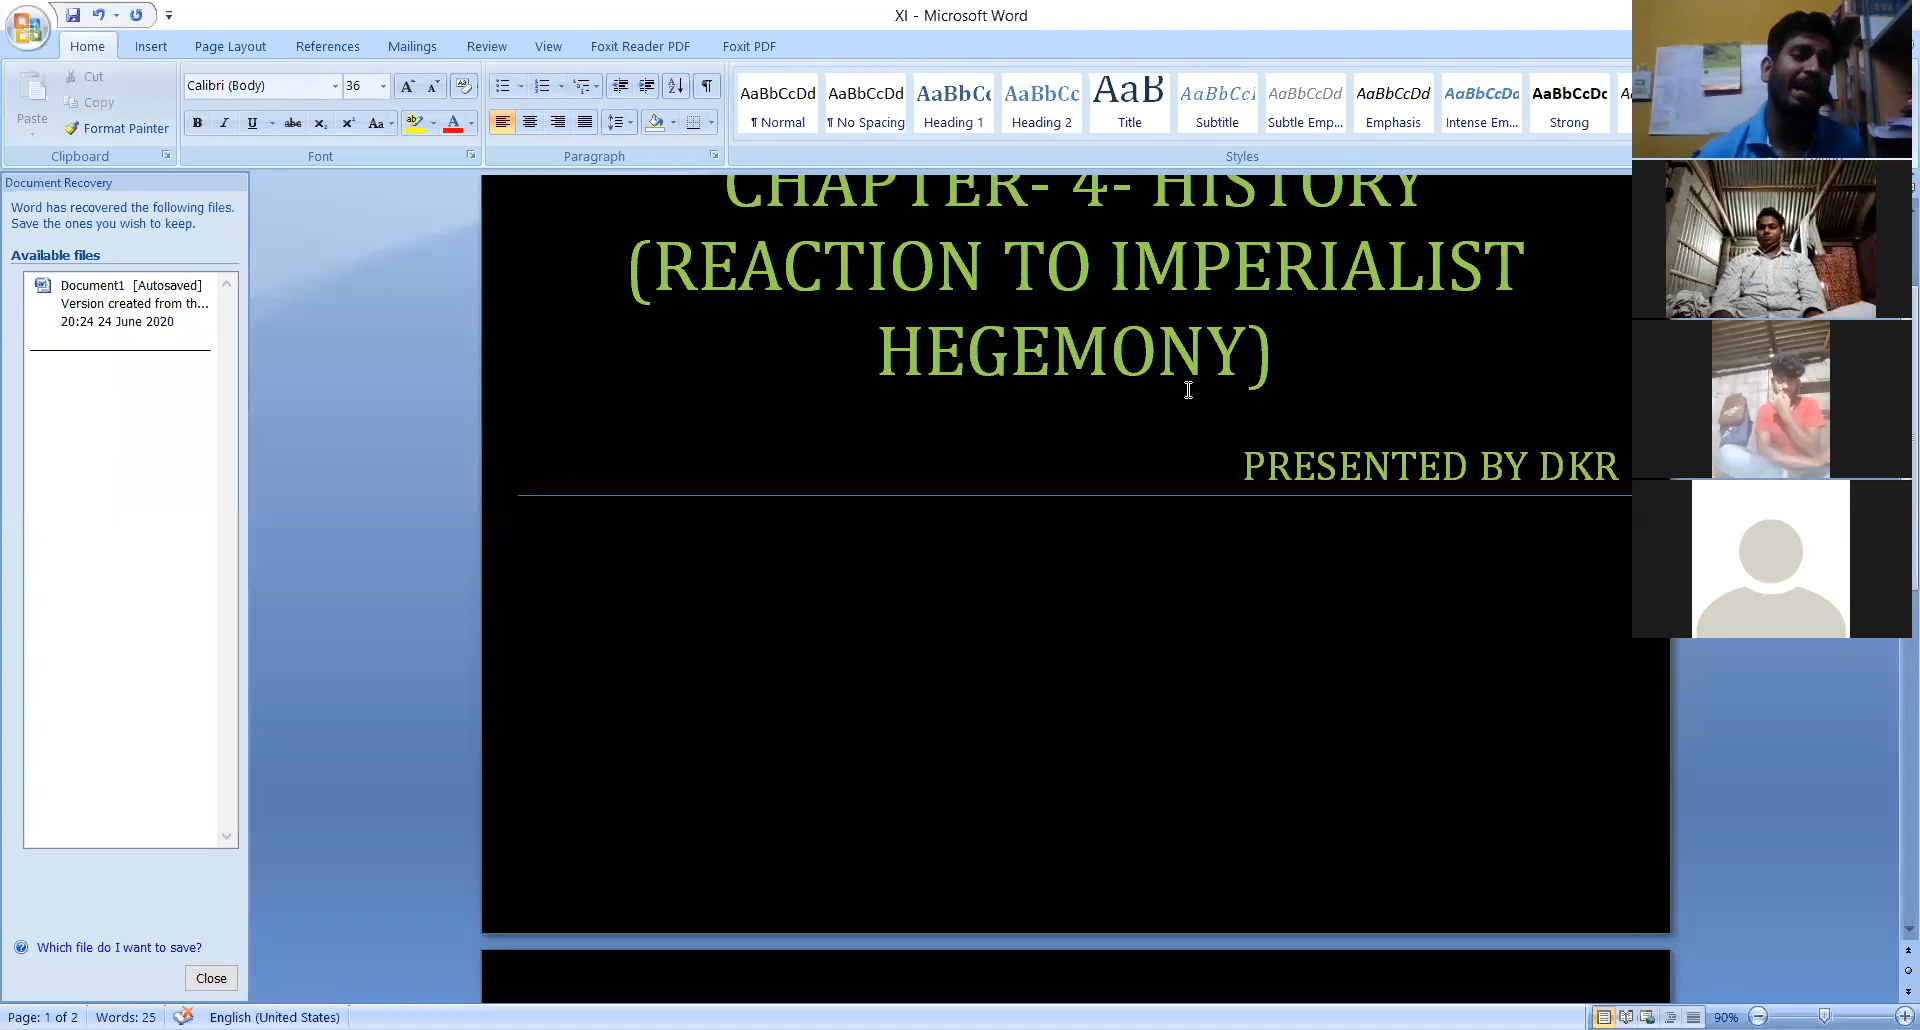 XI - Microsoft Word
Home Insert Page Layout References Mailings Review View Foxit Reader PDF Foxit PDF
Paste
Cut
Copy
Format Painter
Clipboard
Calibri (Body) 36
Font
Paragraph
AaBbCcDd AaBbCcDd AaBbCc AaBbCc AaB AaBbCcI AaBbCcDd AaBbCcDd AaBbCcDd AaBbCcDc
¶ Normal ¶ No Spacing Heading 1 Heading 2 Title Subtitle Subtle Emp... Emphasis Intense Em... Strong
Styles
Document Recovery
Word has recovered the following files.
Save the ones you wish to keep.
Available files
Document1 [Autosaved]
Version created from th...
20:24 24 June 2020
Which file do I want to save?
Close
CHAPTER- 4- HISTORY
(REACTION TO IMPERIALIST
HEGEMONY)
PRESENTED BY DKR
Page: 1 of 2 Words: 25 English (United States) 90%